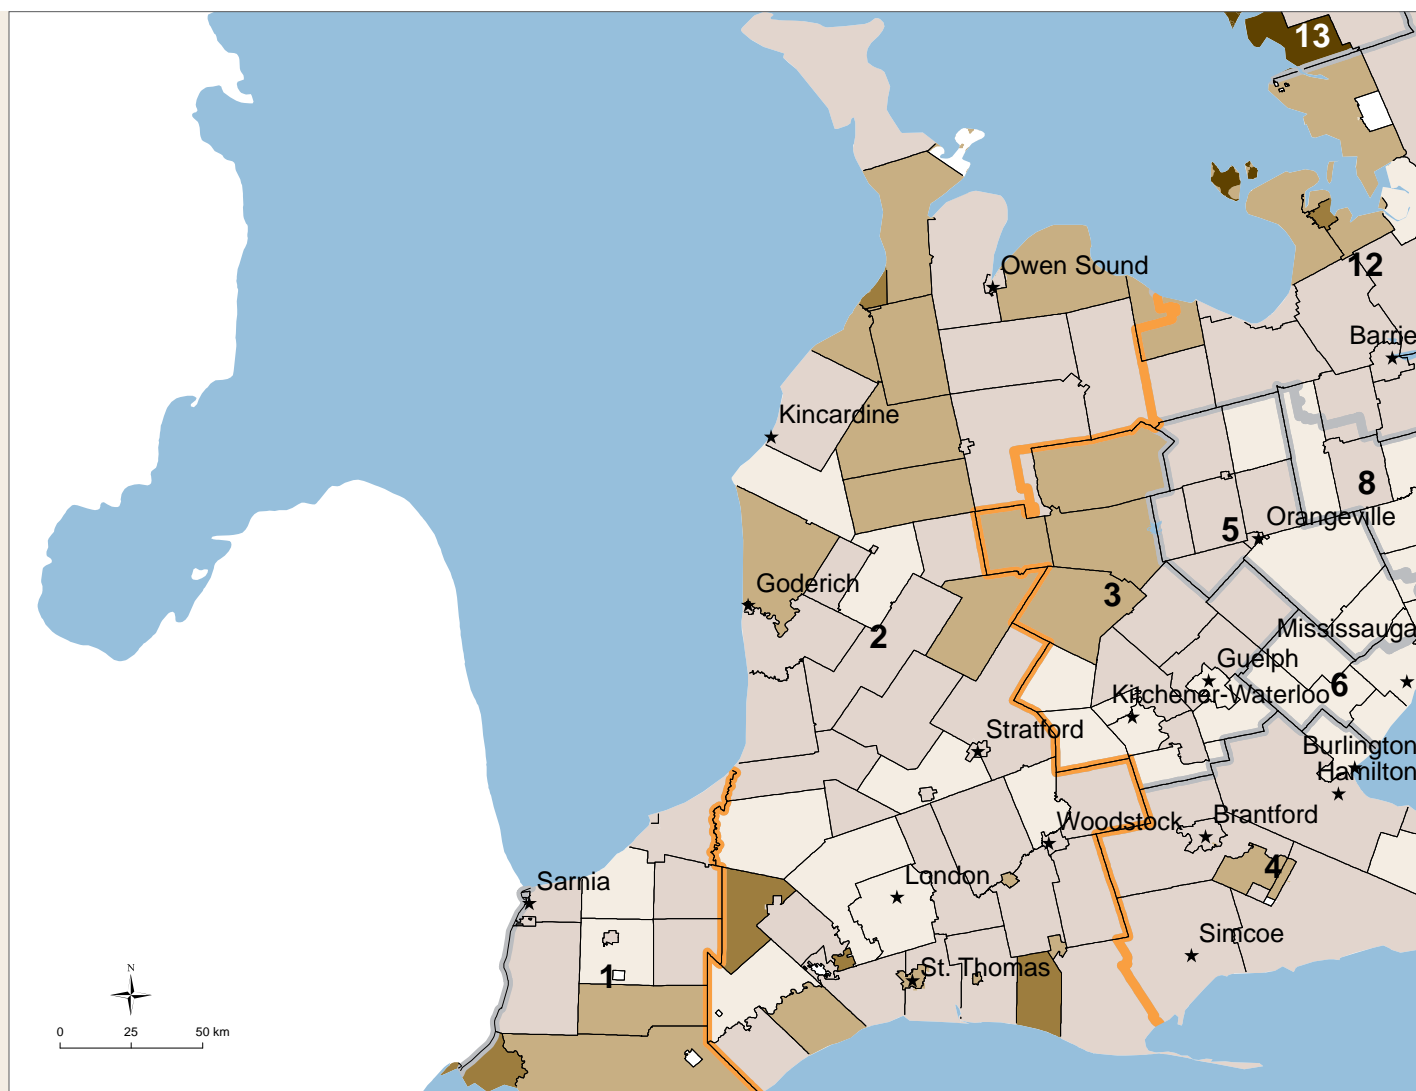 13
Owen Sound
12
Barrie
Kincardine
8
Orangeville
5
Goderich
3
Mississauga
2
Guelph
6
Kitchener-Waterloo
Stratford
Burlington
Hamilton
Brantford
Woodstock
4
London
Sarnia
Simcoe
St. Thomas
N
1
0 25 50 km